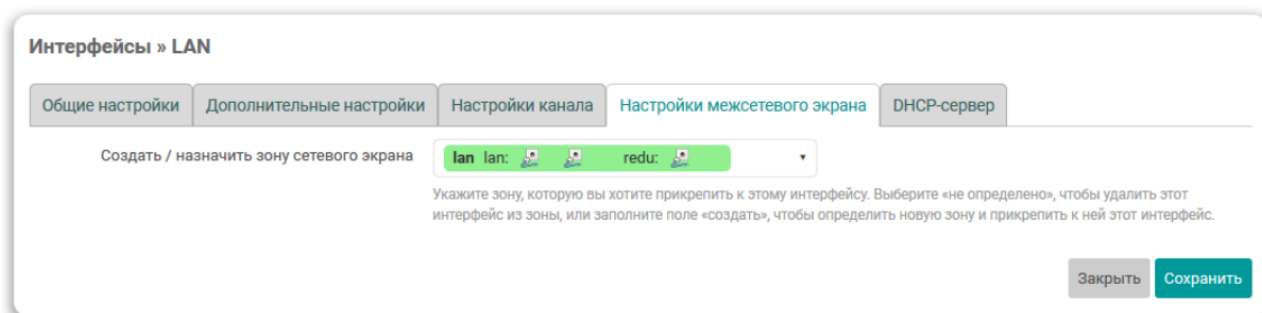 Интерфейсы » LAN
Общие настройки Дополнительные настройки Настройки канала Настройки межсетевого экрана DHCP-сервер
Создать / назначить зону сетевого экрана lan lan: redu:
Укажите зону, которую вы хотите прикрепить к этому интерфейсу. Выберите «не определено», чтобы удалить этот
интерфейс из зоны, или заполните поле «создать», чтобы определить новую зону и прикрепить к ней этот интерфейс.
Закрыть Сохранить